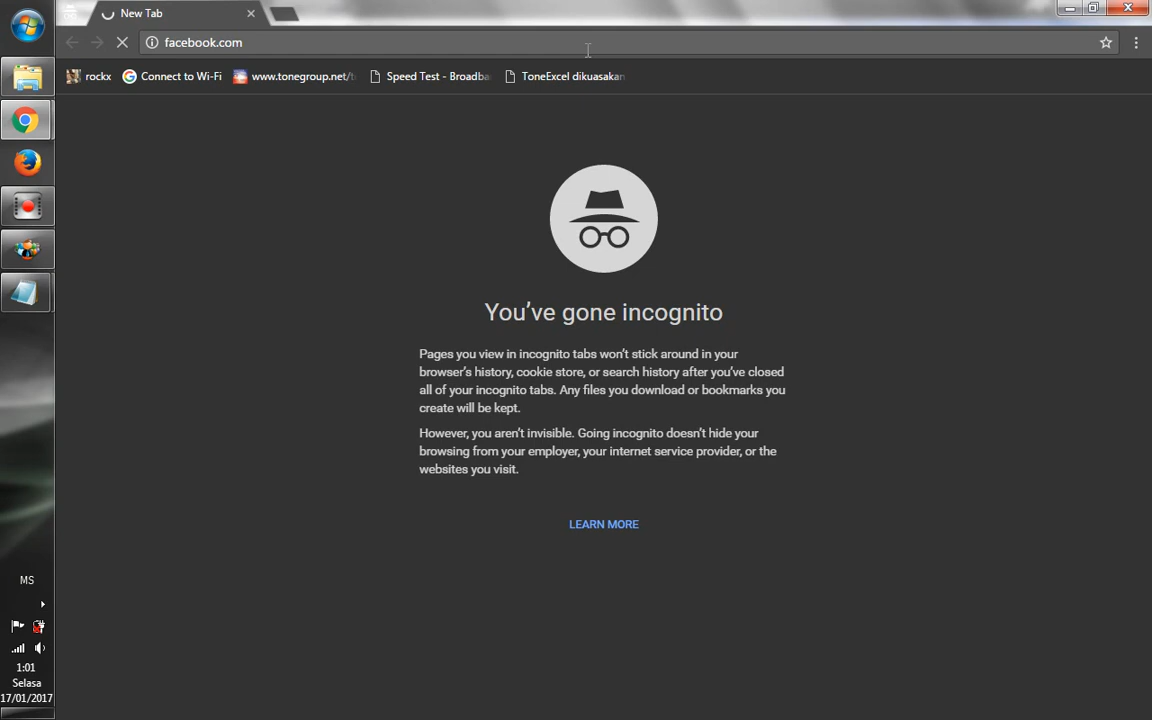 New Tab
facebook.com
rockx
Connect to Wi-Fi
www.tonegroup.net/
Speed Test - Broadba
ToneExcel dikuasakan
You've gone incognito
Pages you view in incognito tabs won't stick around in your
browser's history, cookie store, or search history after you've closed
all of your incognito tabs. Any files you download or bookmarks you
create will be kept.
However, you aren't invisible. Going incognito doesn't hide your
browsing from your employer, your internet service provider, or the
websites you visit.
LEARN MORE
MS
1:01
Selasa
17/01/2017